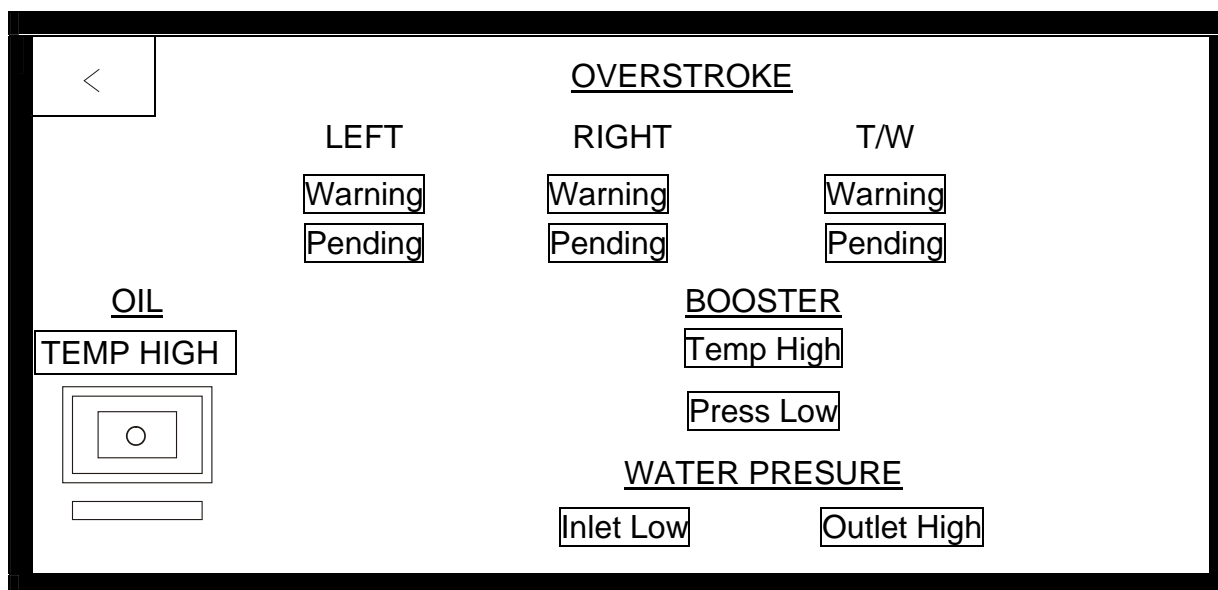 <
OVERSTROKE
LEFT RIGHT T/W
Warning Warning Warning
Pending Pending Pending
OIL BOOSTER
TEMP HIGH Temp High
Press Low
WATER PRESURE
Inlet Low Outlet High